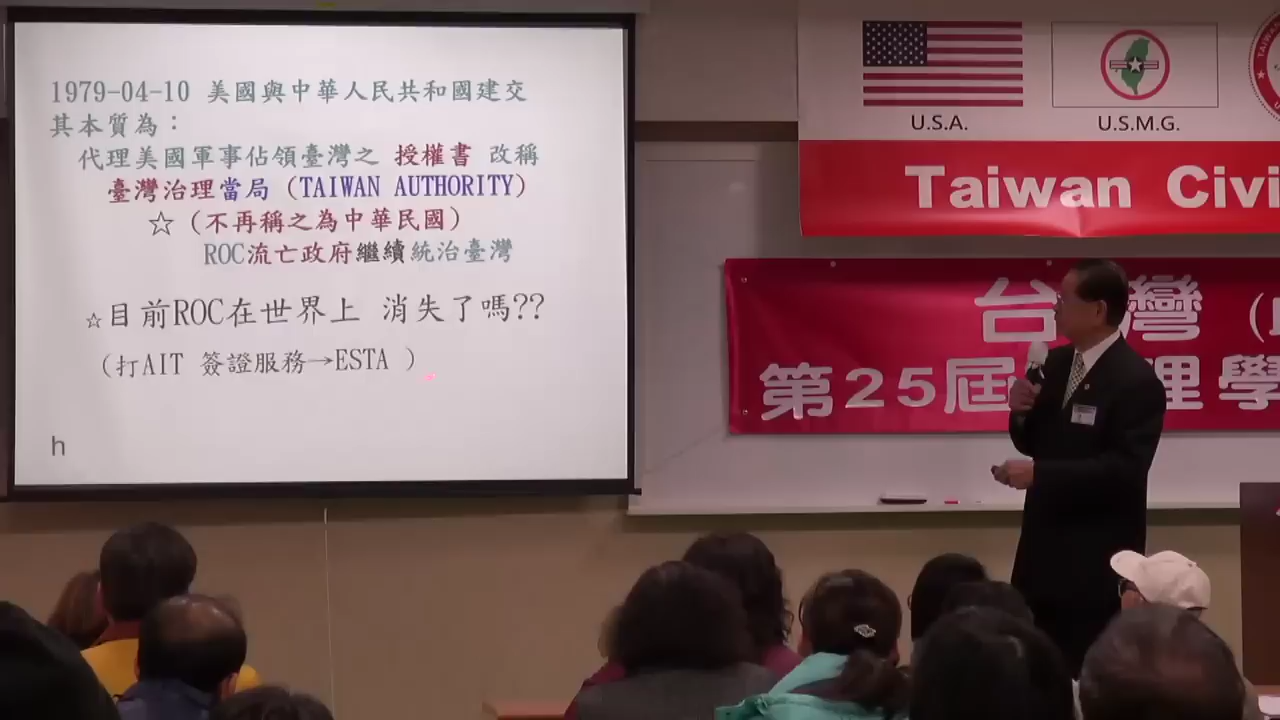 1979-04-10 美國與中華人民共和國建交
其本質為：
代理美國軍事佔領臺灣之 授權書 改稱
臺灣治理當局 (TAIWAN AUTHORITY)
☆ (不再稱之為中華民國)
ROC流亡政府繼續統治臺灣
☆目前ROC在世界上 消失了嗎??
(打AIT 簽證服務→ESTA )
h
U.S.A.
U.S.M.G.
Taiwan Civi
台灣 (
第25屆 理學